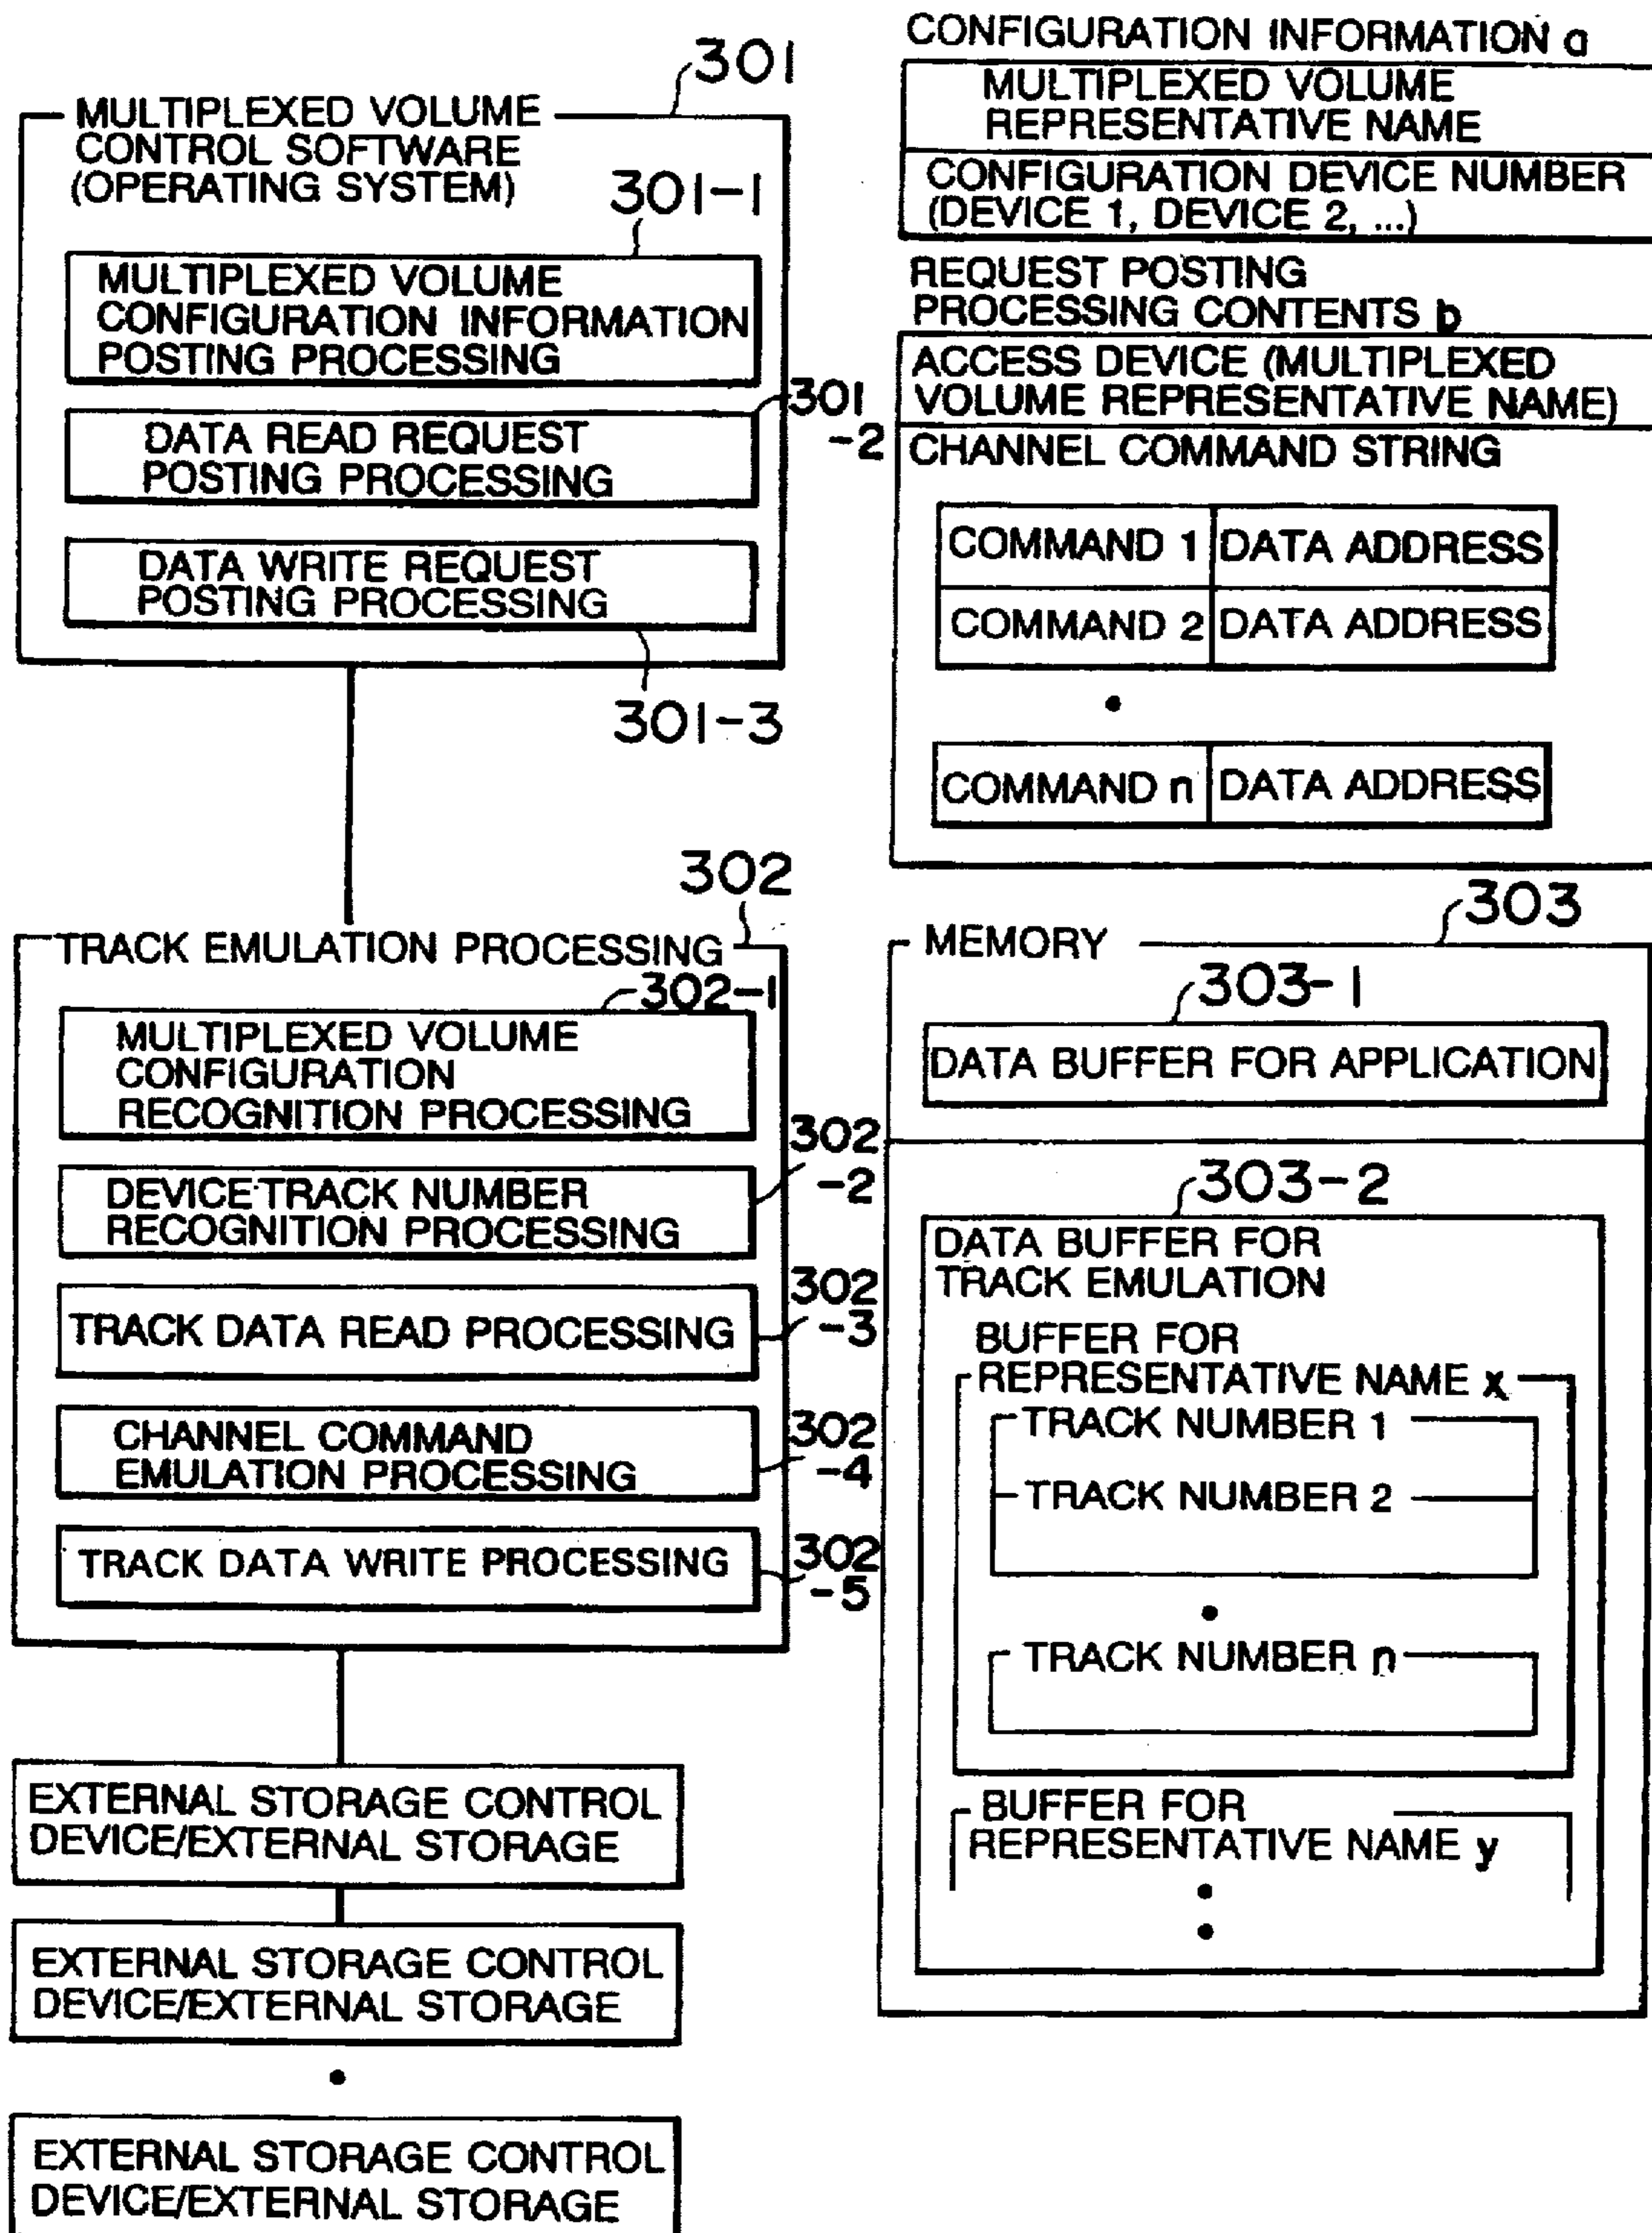 301
MULTIPLEXED VOLUME
CONTROL SOFTWARE
(OPERATING SYSTEM)
301-1
MULTIPLEXED VOLUME
CONFIGURATION INFORMATION
POSTING PROCESSING
301
-2
DATA READ REQUEST
POSTING PROCESSING
DATA WRITE REQUEST
POSTING PROCESSING
301-3
302
TRACK EMULATION PROCESSING
302-1
MULTIPLEXED VOLUME
CONFIGURATION
RECOGNITION PROCESSING
302
-2
DEVICE·TRACK NUMBER
RECOGNITION PROCESSING
302
-3
TRACK DATA READ PROCESSING
302
-4
CHANNEL COMMAND
EMULATION PROCESSING
302
-5
TRACK DATA WRITE PROCESSING
EXTERNAL STORAGE CONTROL
DEVICE/EXTERNAL STORAGE
EXTERNAL STORAGE CONTROL
DEVICE/EXTERNAL STORAGE
EXTERNAL STORAGE CONTROL
DEVICE/EXTERNAL STORAGE
CONFIGURATION INFORMATION a
MULTIPLEXED VOLUME
REPRESENTATIVE NAME
CONFIGURATION DEVICE NUMBER
(DEVICE 1, DEVICE 2, ...)
REQUEST POSTING
PROCESSING CONTENTS b
ACCESS DEVICE (MULTIPLEXED
VOLUME REPRESENTATIVE NAME)
CHANNEL COMMAND STRING
COMMAND 1 DATA ADDRESS
COMMAND 2 DATA ADDRESS
COMMAND n DATA ADDRESS
303
MEMORY
303-1
DATA BUFFER FOR APPLICATION
303-2
DATA BUFFER FOR
TRACK EMULATION
BUFFER FOR
REPRESENTATIVE NAME x
TRACK NUMBER 1
TRACK NUMBER 2
TRACK NUMBER n
BUFFER FOR
REPRESENTATIVE NAME y